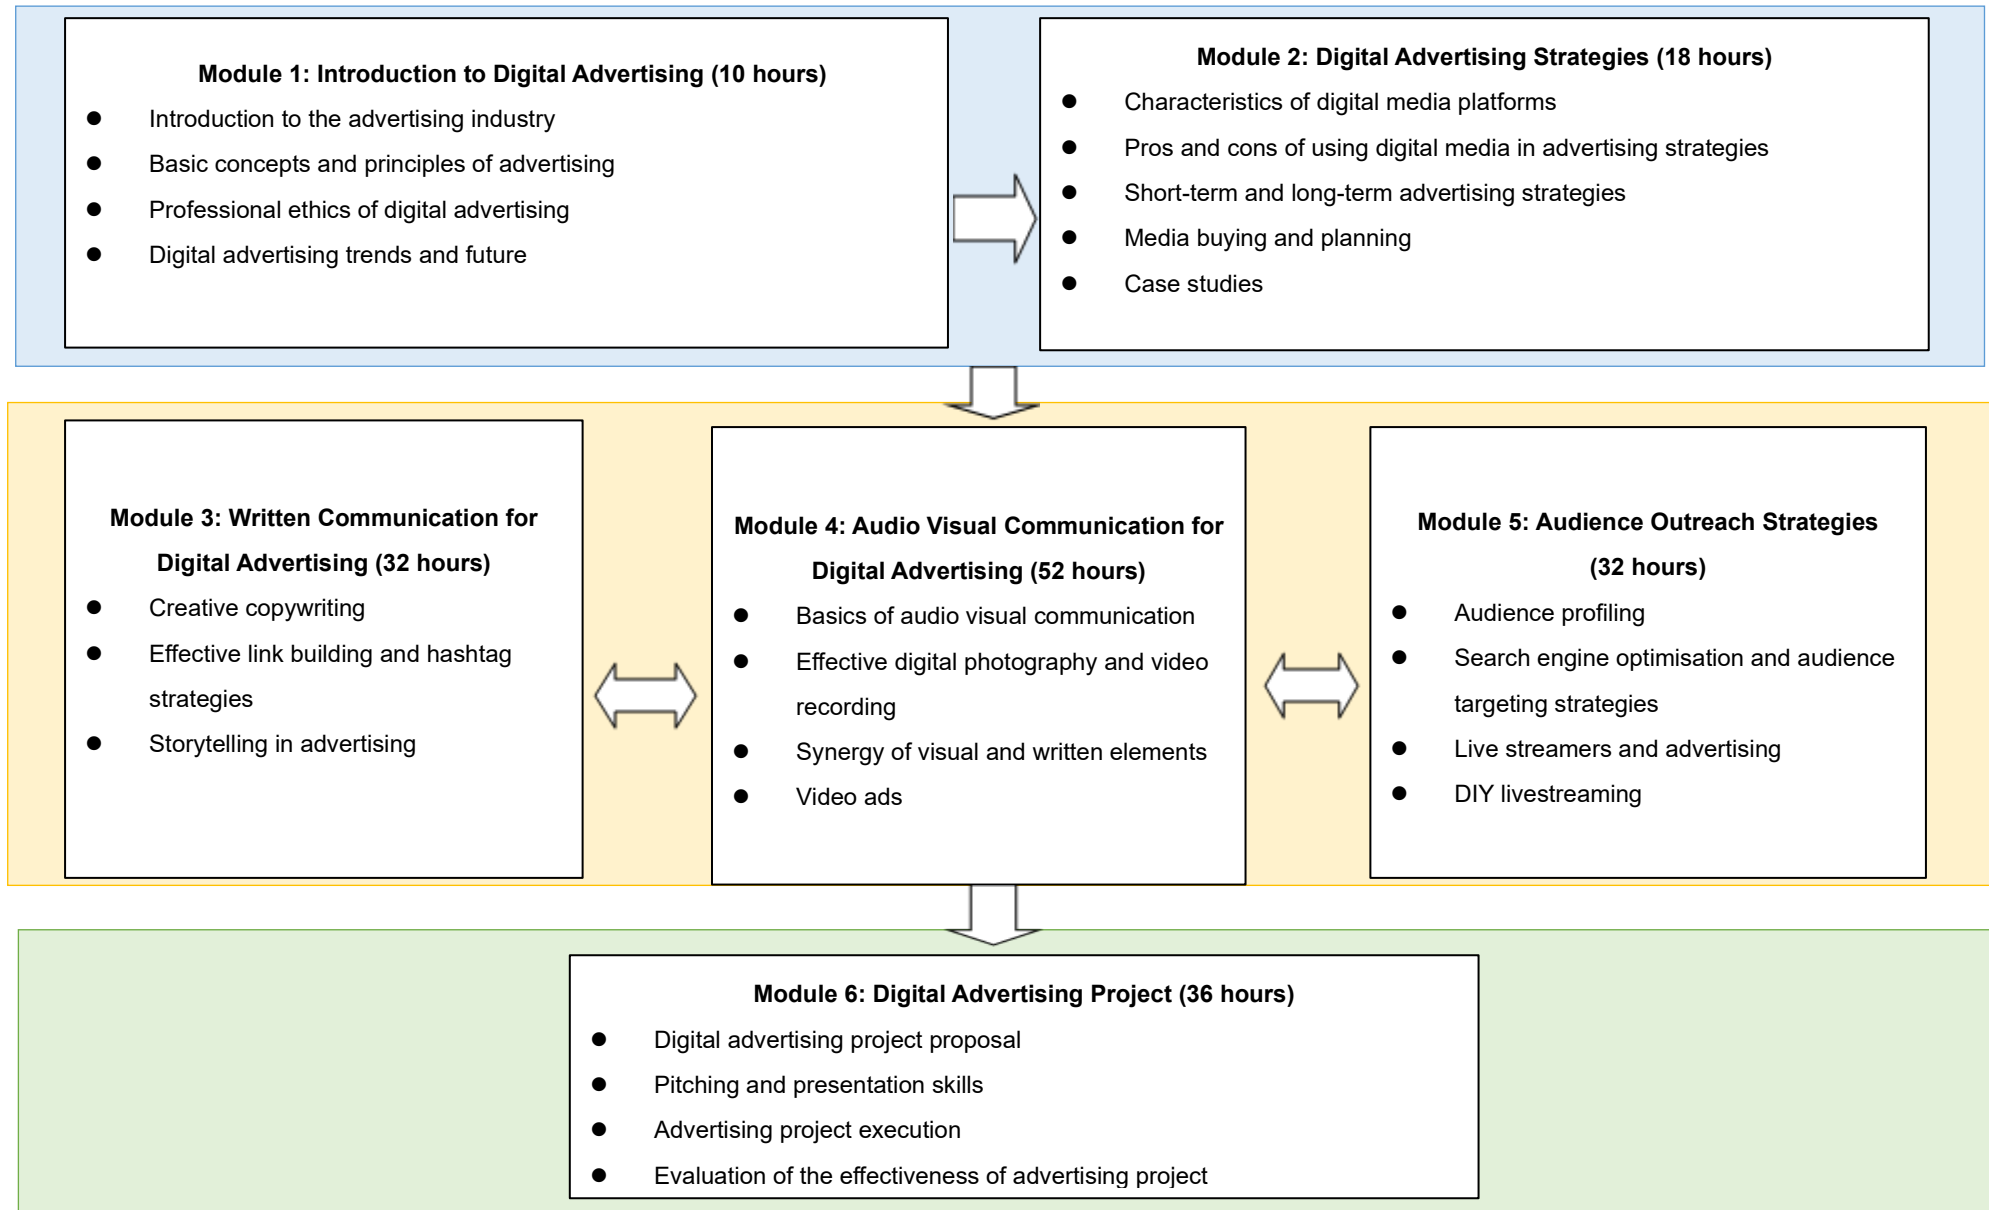 Module 1: Introduction to Digital Advertising (10 hours)
● Introduction to the advertising industry
● Basic concepts and principles of advertising
● Professional ethics of digital advertising
● Digital advertising trends and future
Module 2: Digital Advertising Strategies (18 hours)
● Characteristics of digital media platforms
● Pros and cons of using digital media in advertising strategies
● Short-term and long-term advertising strategies
● Media buying and planning
● Case studies
Module 3: Written Communication for
Digital Advertising (32 hours)
● Creative copywriting
● Effective link building and hashtag
strategies
● Storytelling in advertising
Module 4: Audio Visual Communication for
Digital Advertising (52 hours)
● Basics of audio visual communication
● Effective digital photography and video
recording
● Synergy of visual and written elements
● Video ads
Module 5: Audience Outreach Strategies
(32 hours)
● Audience profiling
● Search engine optimisation and audience
targeting strategies
● Live streamers and advertising
● DIY livestreaming
Module 6: Digital Advertising Project (36 hours)
● Digital advertising project proposal
● Pitching and presentation skills
● Advertising project execution
● Evaluation of the effectiveness of advertising project